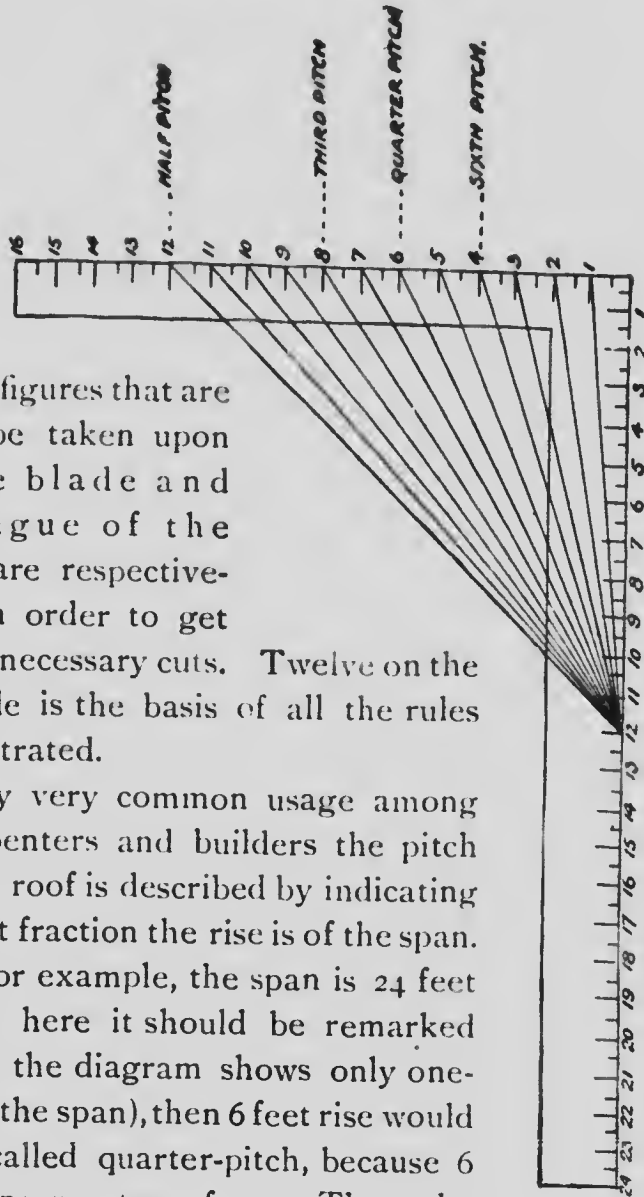 HALF PITCH
THIRD PITCH
QUARTER PITCH
SIXTH PITCH.
16 15 14 13 12 11 10 9 8 7 6 5 4 3 2 1
1 2 3 4 5 6 7 8 9 10 11 12 13 14 15 16 17 18 19 20 21 22 23 24
figures that are
be taken upon
blade and
gue of the
are respective-
order to get
necessary cuts. Twelve on the
le is the basis of all the rules
trated.
y very common usage among
penters and builders the pitch
roof is described by indicating
t fraction the rise is of the span.
or example, the span is 24 feet
here it should be remarked
the diagram shows only one-
the span), then 6 feet rise would
called quarter-pitch, because 6